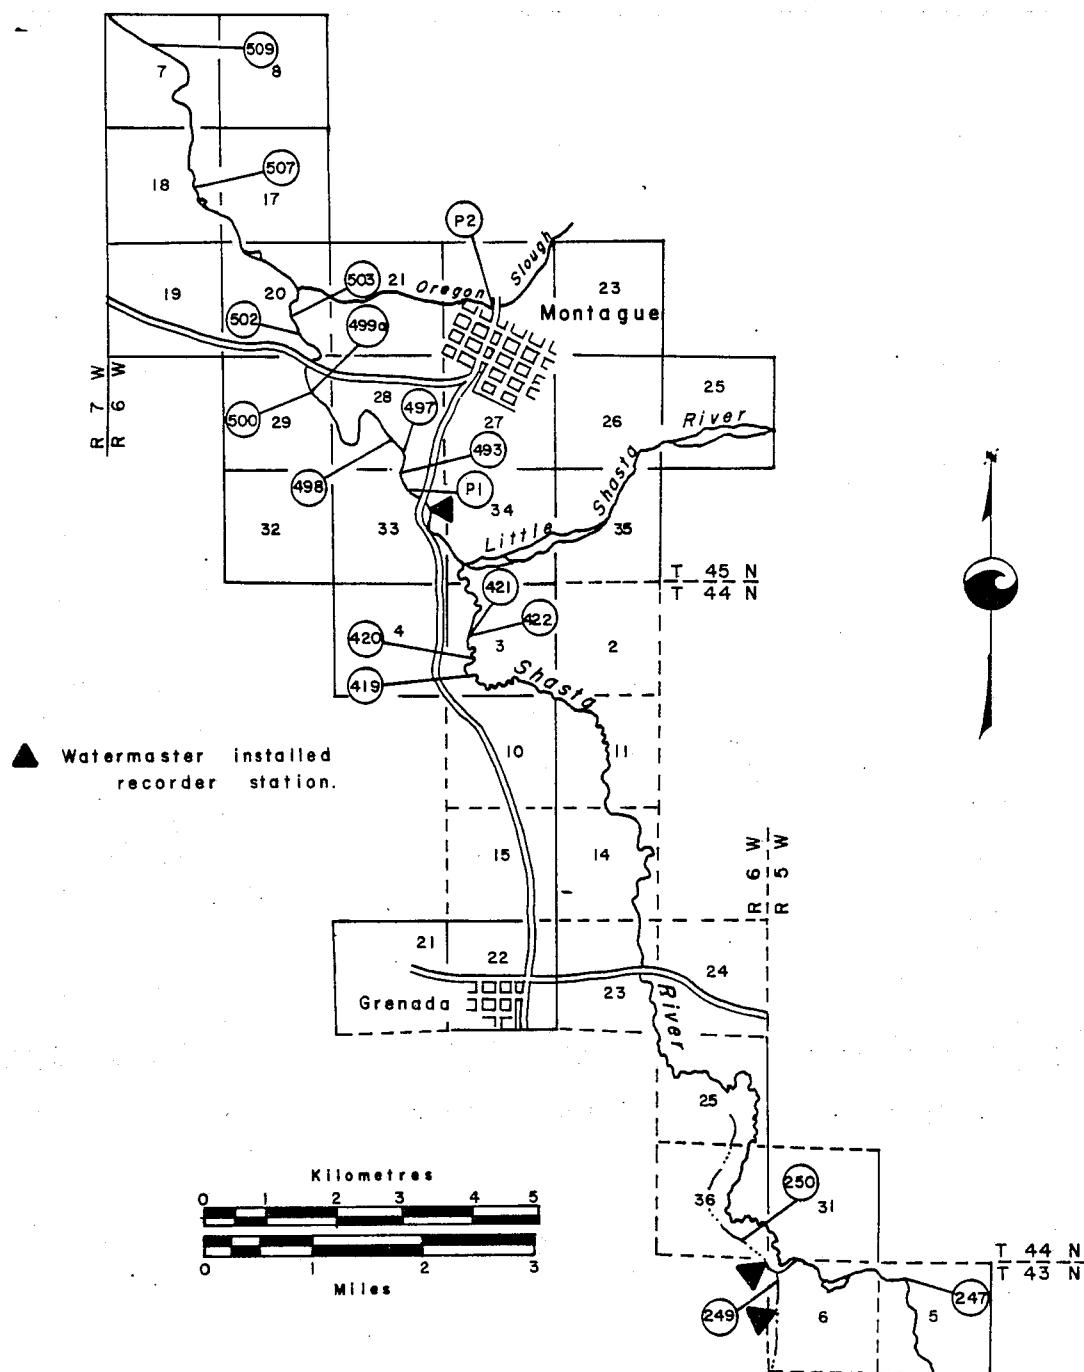 509
7
8
507
18
17
P2
Oregon Slough
19
20
503
21
23
502
499a
Montague
R 7 W
R 6 W
28
497
25
500
29
27
26
River
493
498
P1
34
Shasta
32
33
Little
35
T 45 N
T 44 N
421
422
420
4
3
2
419
Shasta
N
10
11
Watermaster installed
recorder station.
15
14
R 6 W
R 5 W
21
22
24
Grenada
23
River
25
Kilometres
0 1 2 3 4 5
0 1 2 3
Miles
36
250
31
T 44 N
T 43 N
249
6
5
247